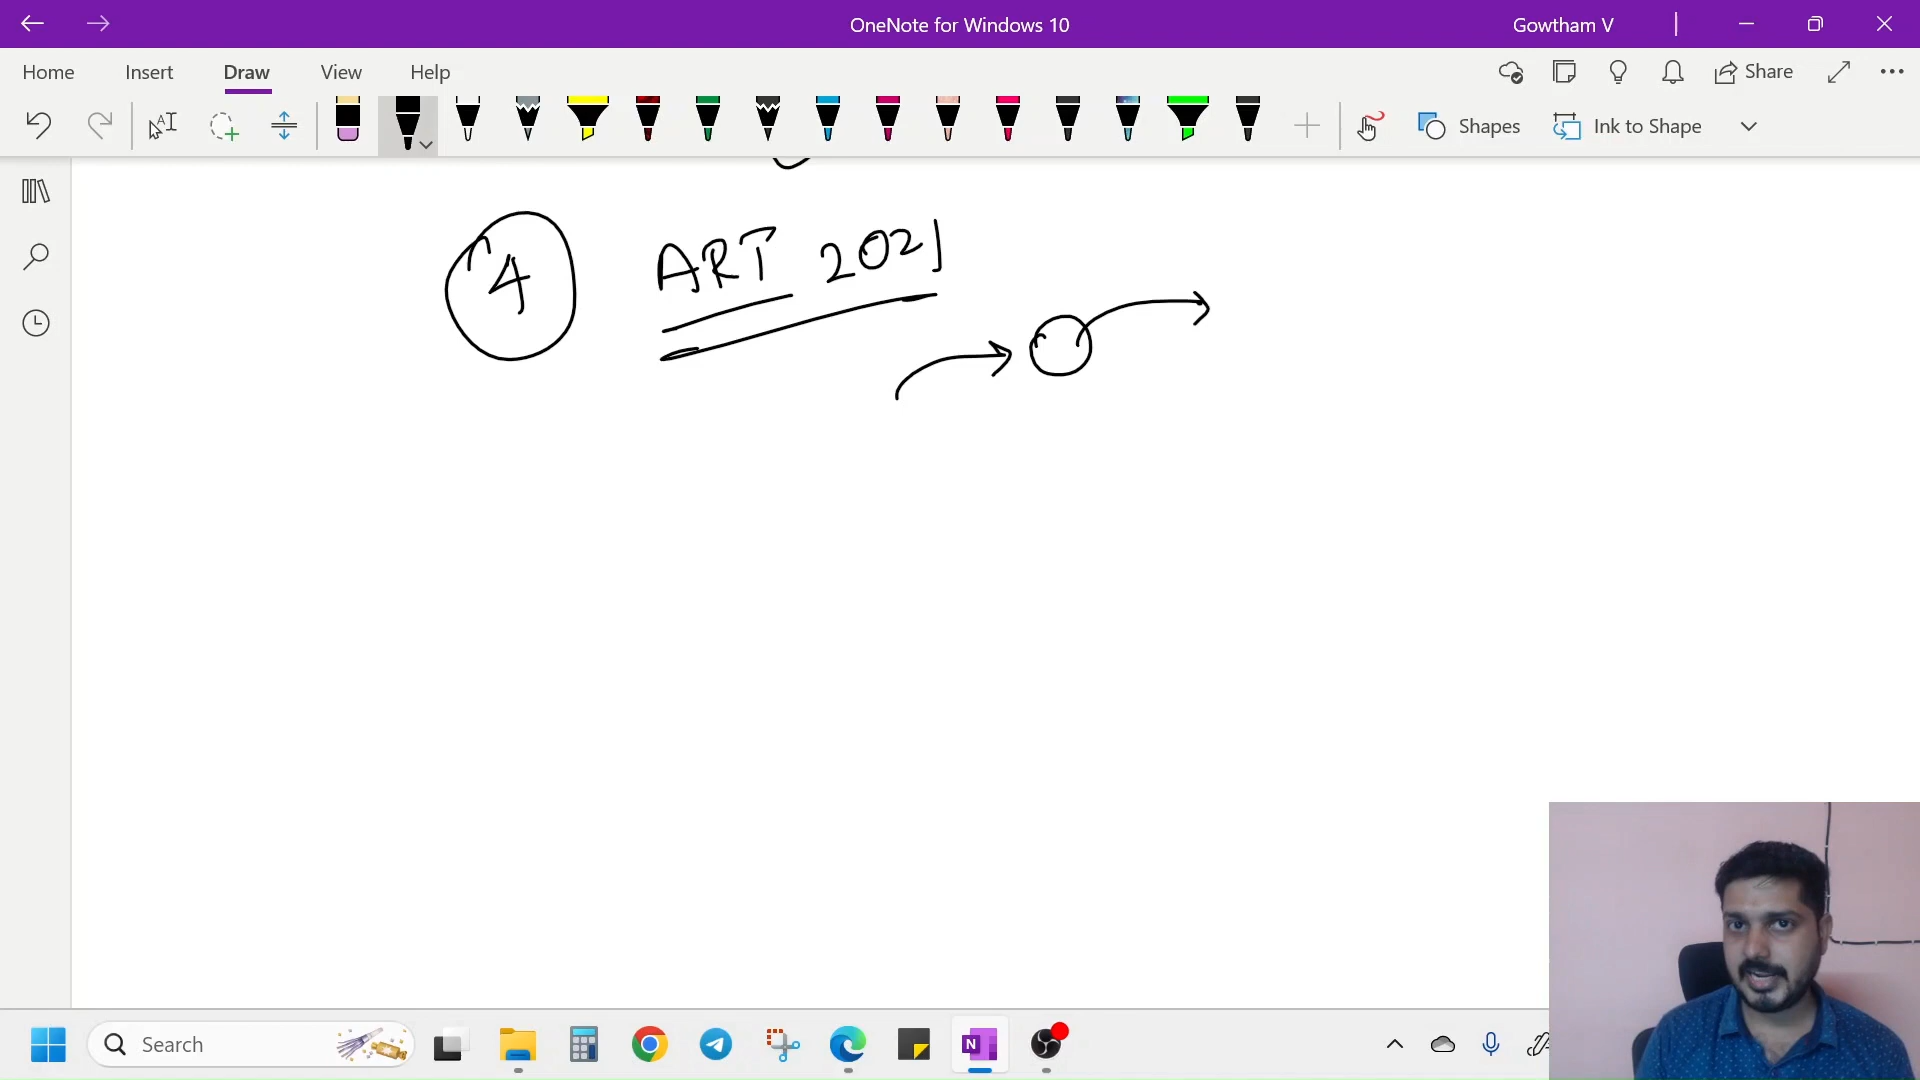 OneNote for Windows 10
Gowtham V
Home Insert Draw View Help
Share
Shapes Ink to Shape
4 ART 2021
Search